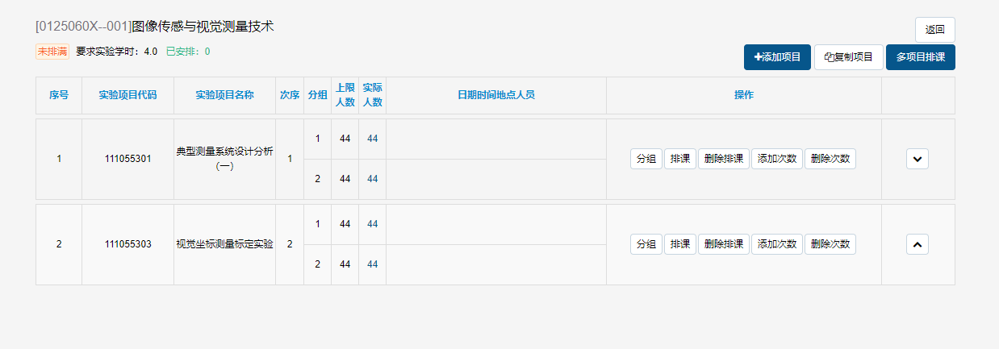 [0125060X--001]图像传感与视觉测量技术
返回
未排满 要求实验学时：4.0 已安排：0
添加项目 复制项目 多项目排课
序号 实验项目代码 实验项目名称 次序 分组 上限人数 实际人数 日期时间地点人员 操作
1 111055301 典型测量系统设计分析（一） 1 1 44 44 分组 排课 删除排课 添加次数 删除次数
2 44 44
2 111055303 视觉坐标测量标定实验 2 1 44 44 分组 排课 删除排课 添加次数 删除次数
2 44 44